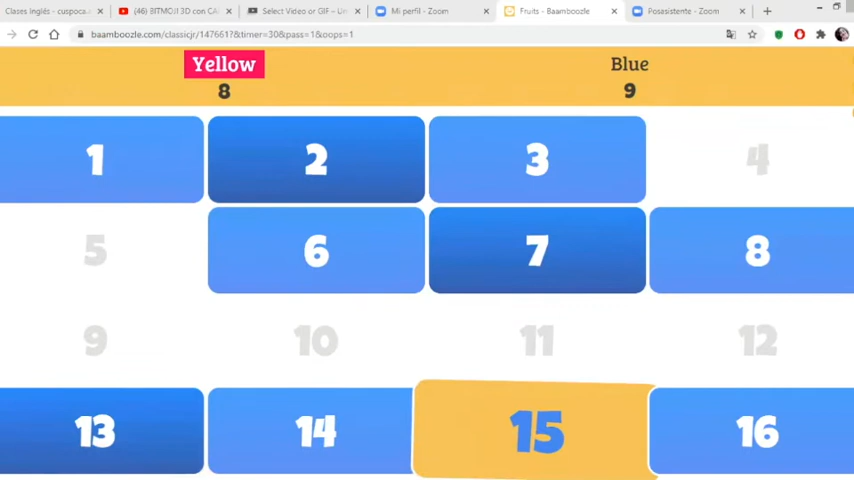 Clases Inglés - cuspoca. (46) BITMOJI 3D con CA Select Video or GIF – Un Mi perfil - Zoom Fruits - Baamboozle Posasistente - Zoom
baamboozle.com/classicjr/147661?&timer=30&pass=1&oops=1
Yellow Blue
8 9
1 2 3 4
5 6 7 8
9 10 11 12
13 14 15 16